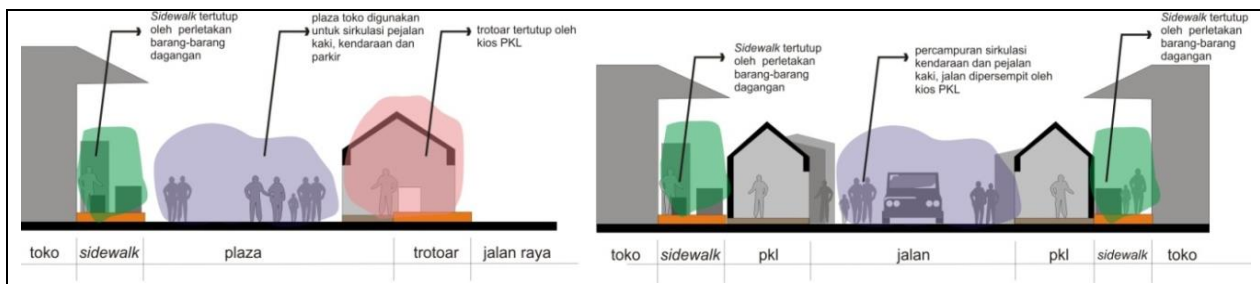 Sidewalk tertutup
oleh perletakan
barang-barang
dagangan
plaza toko digunakan
untuk sirkulasi pejalan
kaki, kendaraan dan
parkir
trotoar tertutup oleh
kios PKL
toko
sidewalk
plaza
trotoar
jalan raya
Sidewalk tertutup
oleh perletakan
barang-barang
dagangan
percampuran sirkulasi
kendaraan dan pejalan
kaki, jalan dipersempit oleh
kios PKL
Sidewalk tertutup
oleh perletakan
barang-barang
dagangan
toko
sidewalk
pkl
jalan
pkl
sidewalk
toko